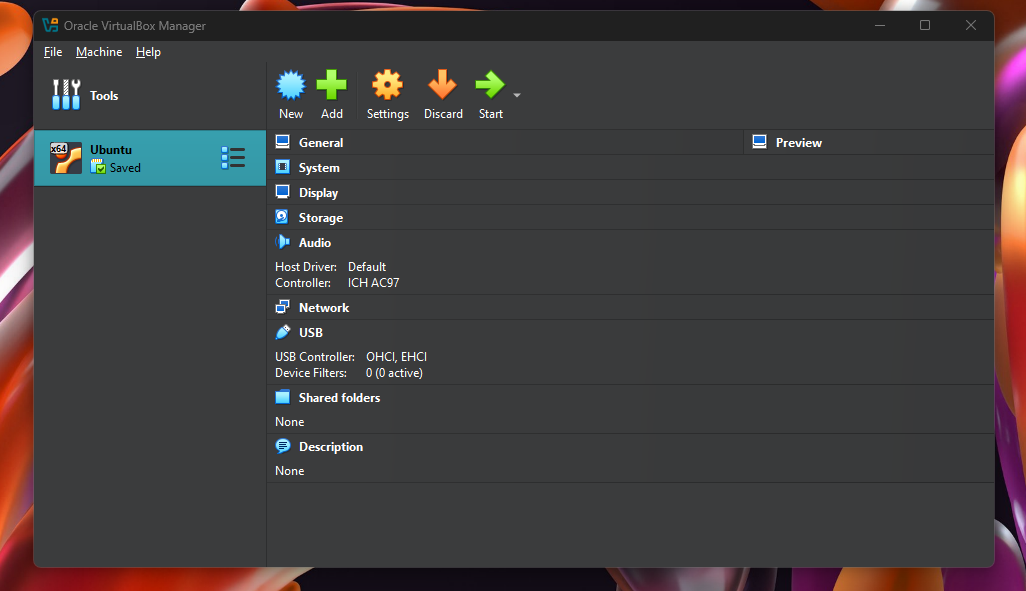 Oracle VirtualBox Manager
File Machine Help
Tools
New Add Settings Discard Start
x64
Ubuntu
Saved
General
Preview
System
Display
Storage
Audio
Host Driver: Default
Controller: ICH AC97
Network
USB
USB Controller: OHCI, EHCI
Device Filters: 0 (0 active)
Shared folders
None
Description
None